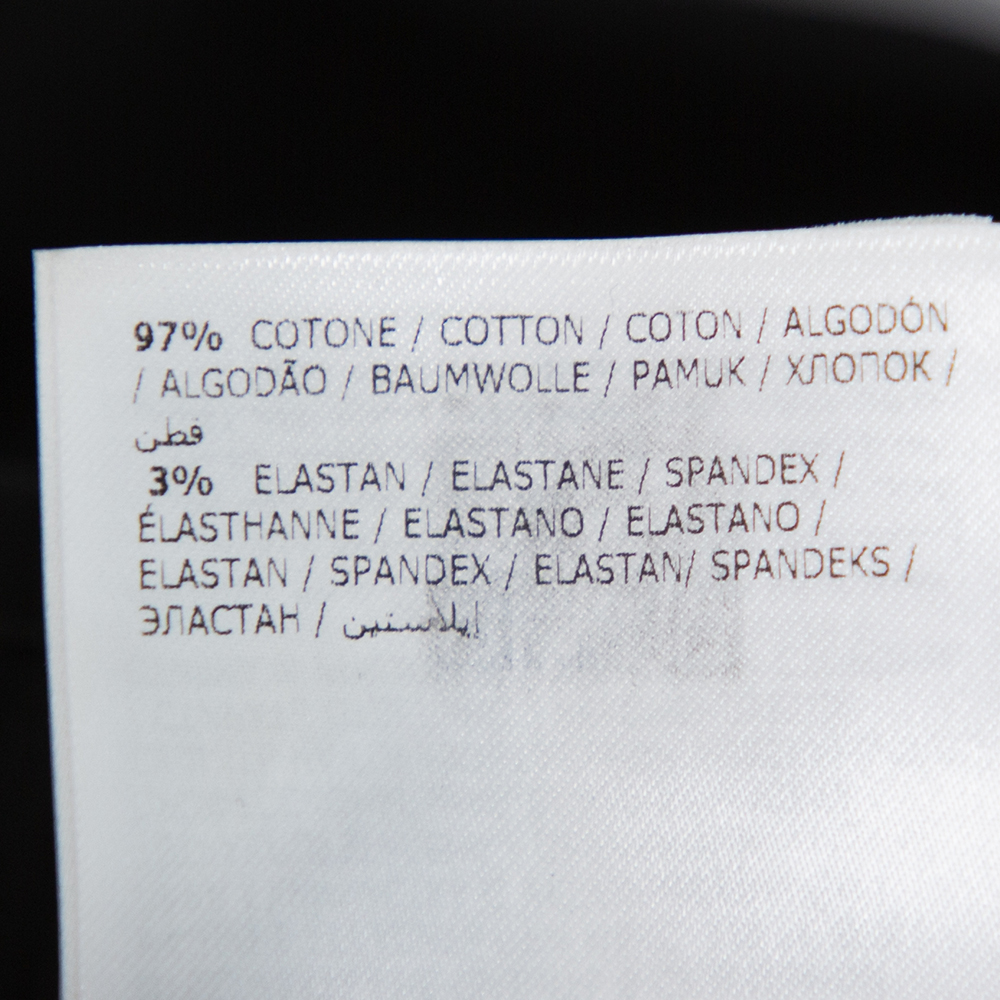 97% COTONE / COTTON / COTON / ALGODÓN
/ ALGODÃO / BAUMWOLLE / PAMUK / ХЛОПОК /
قطن
3% ELASTAN / ELASTANE / SPANDEX /
ÉLASTHANNE / ELASTANO / ELASTANO /
ELASTAN / SPANDEX / ELASTAN/ SPANDEKS /
ЭЛАСТАН / إيلاستين